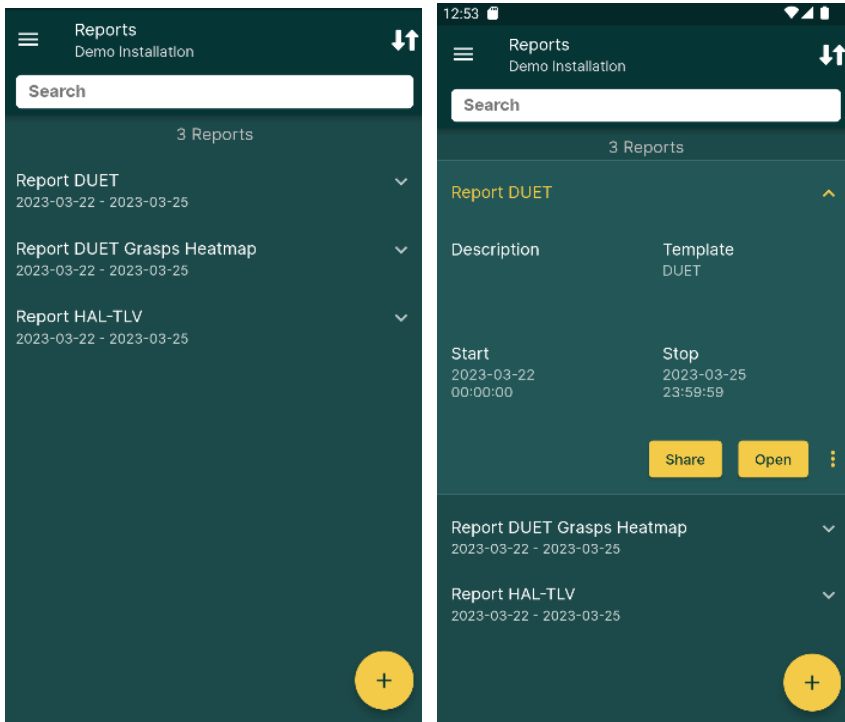 Reports
Demo Installation
Search
3 Reports
Report DUET
2023-03-22 - 2023-03-25
Report DUET Grasps Heatmap
2023-03-22 - 2023-03-25
Report HAL-TLV
2023-03-22 - 2023-03-25
+
12:53
Reports
Demo Installation
Search
3 Reports
Report DUET
Description
Template
DUET
Start
2023-03-22
00:00:00
Stop
2023-03-25
23:59:59
Share
Open
Report DUET Grasps Heatmap
2023-03-22 - 2023-03-25
Report HAL-TLV
2023-03-22 - 2023-03-25
+